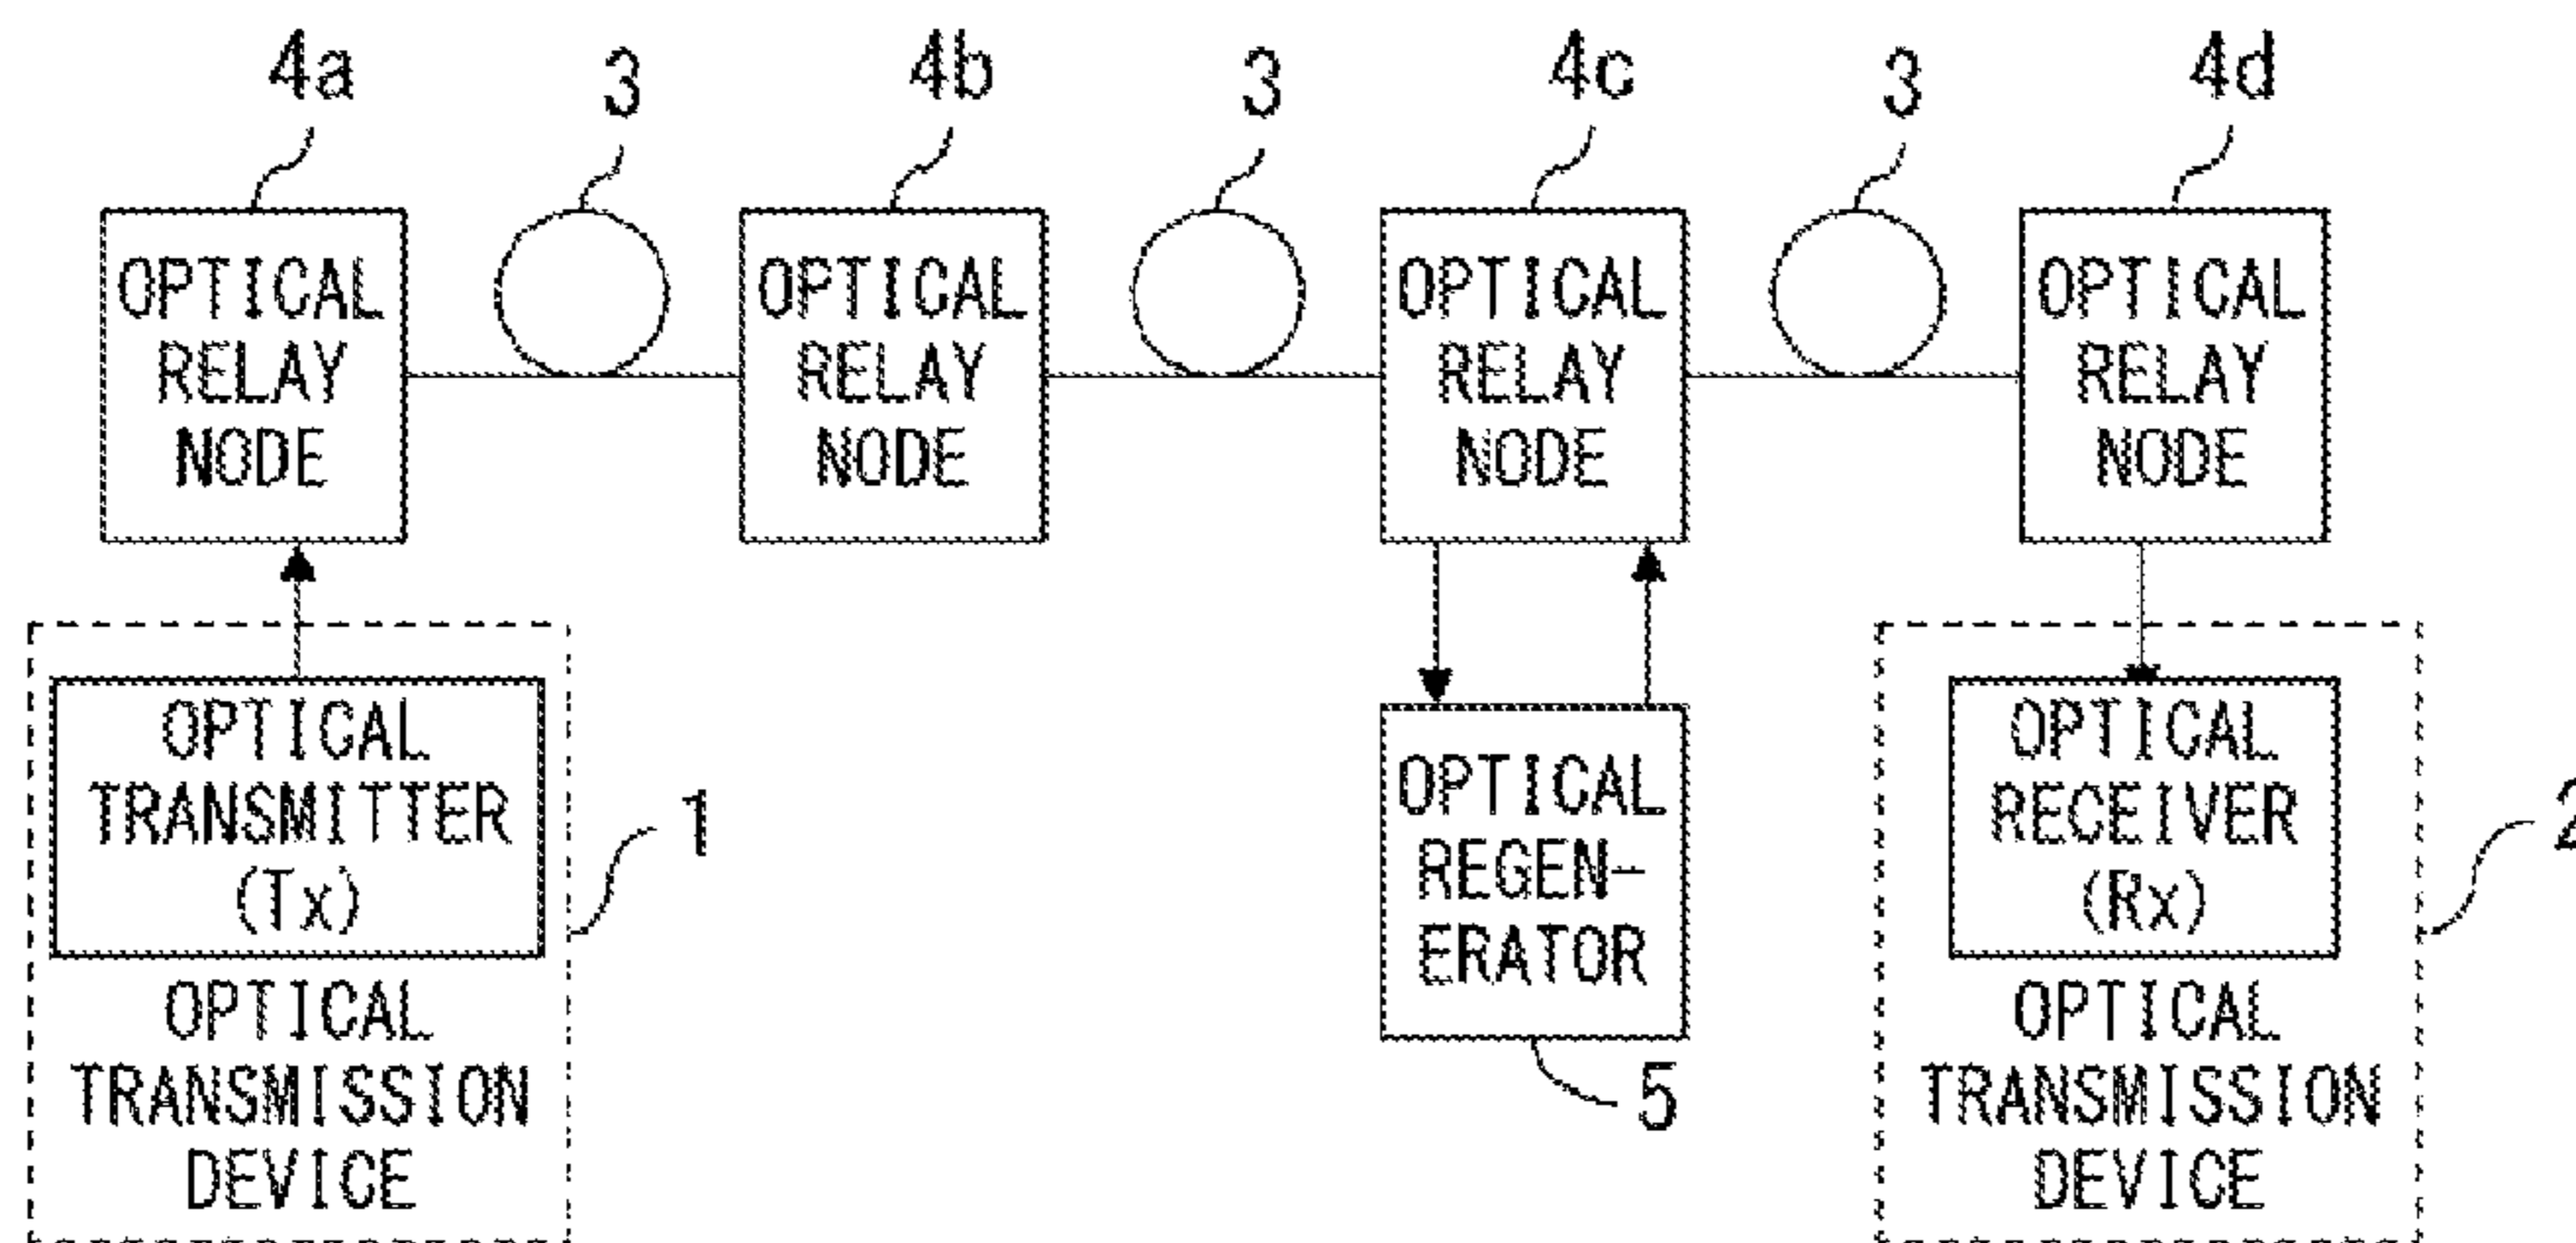 4a 3 4b 3 4c 3 4d
OPTICAL
RELAY
NODE
OPTICAL
RELAY
NODE
OPTICAL
RELAY
NODE
OPTICAL
RELAY
NODE
OPTICAL
TRANSMITTER
(Tx)
OPTICAL
TRANSMISSION
DEVICE
1
OPTICAL
REGEN-
ERATOR
5
OPTICAL
RECEIVER
(Rx)
OPTICAL
TRANSMISSION
DEVICE
2